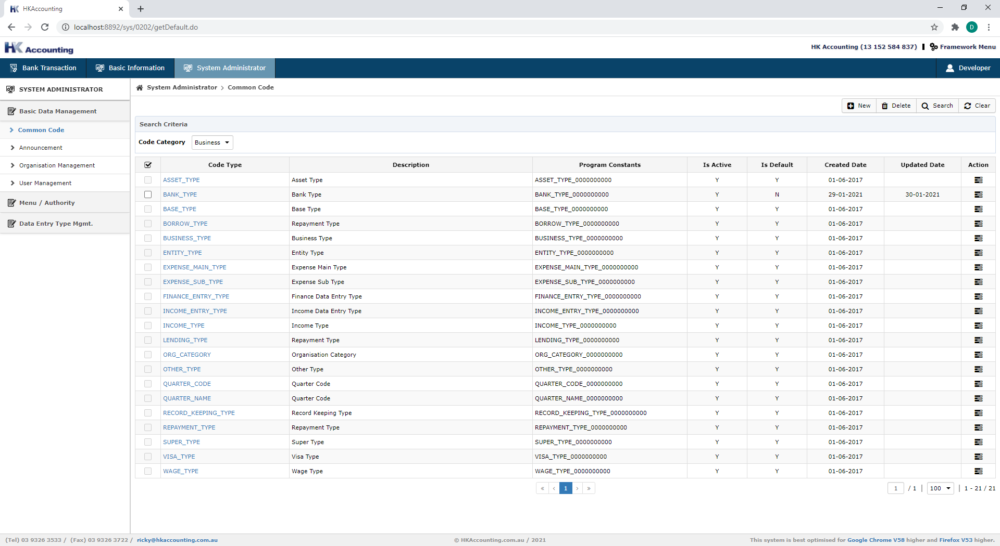 HKAccounting
localhost:8892/sys/0202/getDefault.do
D
HK Accounting
HK Accounting (13 152 584 837) | Framework Menu
Bank Transaction Basic Information System Administrator Developer
SYSTEM ADMINISTRATOR
Basic Data Management
Common Code
Announcement
Organisation Management
User Management
Menu / Authority
Data Entry Type Mgmt.
System Administrator > Common Code
New Delete Search Clear
Search Criteria
Code Category Business
Code Type Description Program Constants Is Active Is Default Created Date Updated Date Action
ASSET_TYPE Asset Type ASSET_TYPE_0000000000 Y Y 01-06-2017
BANK_TYPE Bank Type BANK_TYPE_0000000000 Y N 29-01-2021 30-01-2021
BASE_TYPE Base Type BASE_TYPE_0000000000 Y Y 01-06-2017
BORROW_TYPE Repayment Type BORROW_TYPE_0000000000 Y Y 01-06-2017
BUSINESS_TYPE Business Type BUSINESS_TYPE_0000000000 Y Y 01-06-2017
ENTITY_TYPE Entity Type ENTITY_TYPE_0000000000 Y Y 01-06-2017
EXPENSE_MAIN_TYPE Expense Main Type EXPENSE_MAIN_TYPE_0000000000 Y Y 01-06-2017
EXPENSE_SUB_TYPE Expense Sub Type EXPENSE_SUB_TYPE_0000000000 Y Y 01-06-2017
FINANCE_ENTRY_TYPE Finance Data Entry Type FINANCE_ENTRY_TYPE_0000000000 Y Y 01-06-2017
INCOME_ENTRY_TYPE Income Data Entry Type INCOME_ENTRY_TYPE_0000000000 Y Y 01-06-2017
INCOME_TYPE Income Type INCOME_TYPE_0000000000 Y Y 01-06-2017
LENDING_TYPE Repayment Type LENDING_TYPE_0000000000 Y Y 01-06-2017
ORG_CATEGORY Organisation Category ORG_CATEGORY_0000000000 Y Y 01-06-2017
OTHER_TYPE Other Type OTHER_TYPE_0000000000 Y Y 01-06-2017
QUARTER_CODE Quarter Code QUARTER_CODE_0000000000 Y Y 01-06-2017
QUARTER_NAME Quarter Code QUARTER_NAME_0000000000 Y Y 01-06-2017
RECORD_KEEPING_TYPE Record Keeping Type RECORD_KEEPING_TYPE_0000000000 Y Y 01-06-2017
REPAYMENT_TYPE Repayment Type REPAYMENT_TYPE_0000000000 Y Y 01-06-2017
SUPER_TYPE Super Type SUPER_TYPE_0000000000 Y Y 01-06-2017
VISA_TYPE Visa Type VISA_TYPE_0000000000 Y Y 01-06-2017
WAGE_TYPE Wage Type WAGE_TYPE_0000000000 Y Y 01-06-2017
« ‹ 1 › » 1 / 1 | 100 | 1 - 21 / 21
(Tel) 03 9326 3533 / (Fax) 03 9326 3722 / ricky@hkaccounting.com.au © HKAccounting.com.au / 2021 This system is best optimised for Google Chrome V58 higher and Firefox V53 higher.